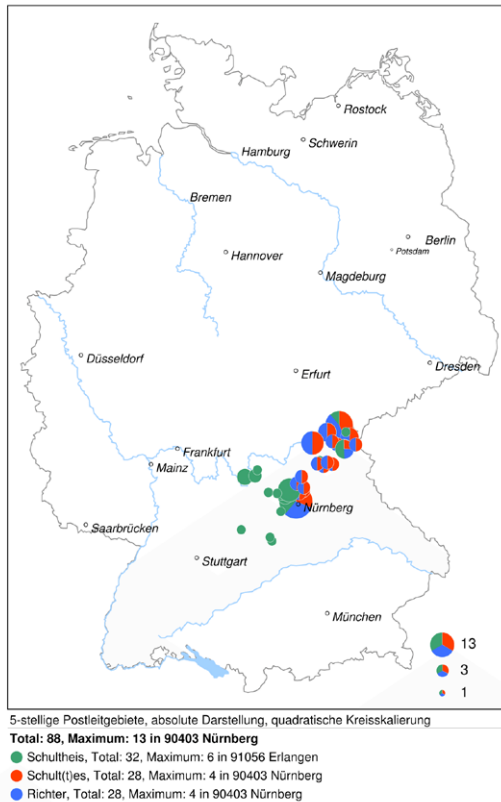 Rostock
Schwerin
Hamburg
Bremen
Berlin
Potsdam
Hannover
Magdeburg
Düsseldorf
Dresden
Erfurt
Frankfurt
Mainz
Nürnberg
Saarbrücken
Stuttgart
München
13
3
1
5-stellige Postleitgebiete, absolute Darstellung, quadratische Kreisskalierung
Total: 88, Maximum: 13 in 90403 Nürnberg
Schultheis, Total: 32, Maximum: 6 in 91056 Erlangen
Schult(t)es, Total: 28, Maximum: 4 in 90403 Nürnberg
Richter, Total: 28, Maximum: 4 in 90403 Nürnberg